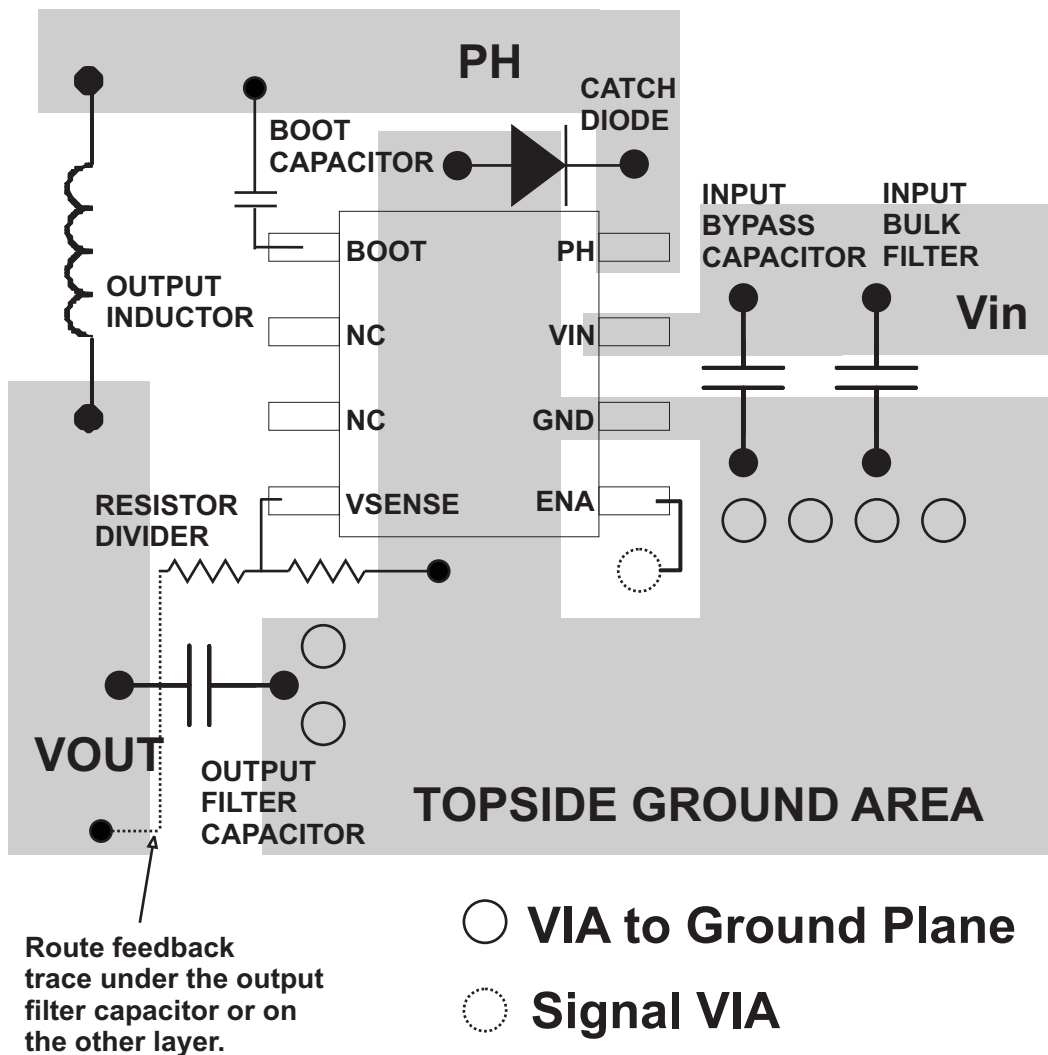 PH
CATCH
DIODE
BOOT
CAPACITOR
INPUT
BYPASS
CAPACITOR
INPUT
BULK
FILTER
OUTPUT
INDUCTOR
BOOT
PH
Vin
NC
VIN
NC
GND
RESISTOR
DIVIDER
VSENSE
ENA
VOUT
OUTPUT
FILTER
CAPACITOR
TOPSIDE GROUND AREA
Route feedback
trace under the output
filter capacitor or on
the other layer.
VIA to Ground Plane
Signal VIA